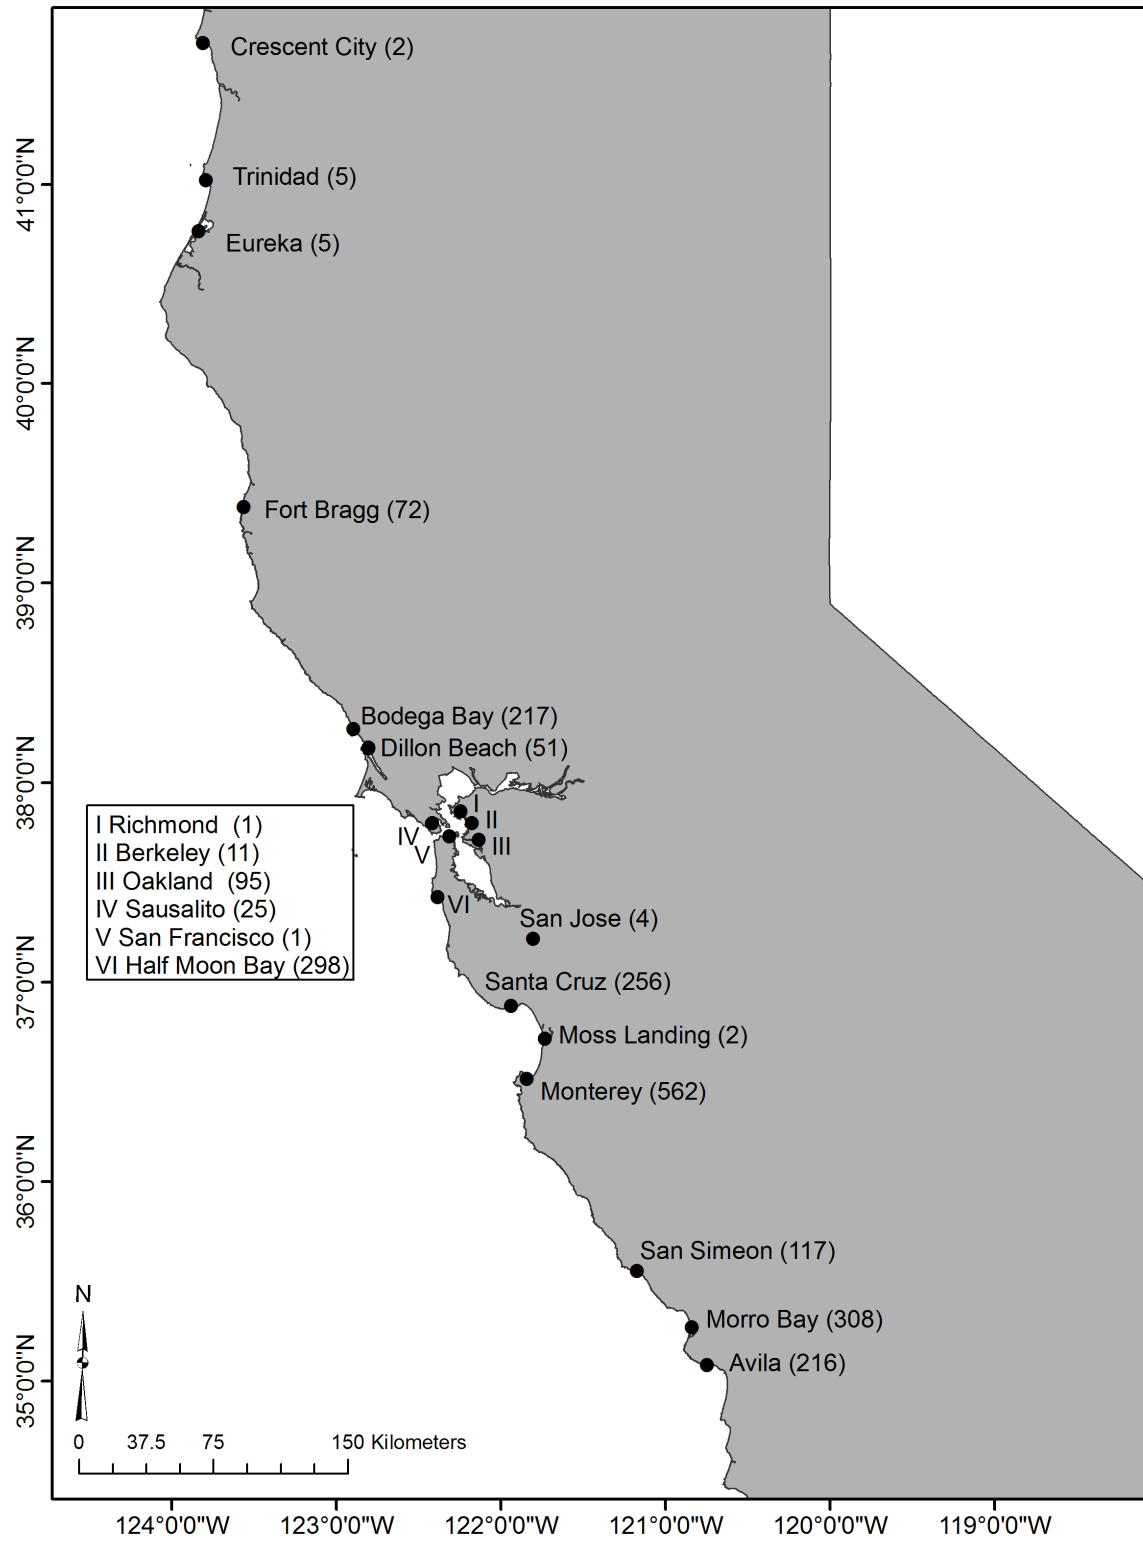 Crescent City (2)
Trinidad (5)
41°0'0"N
Eureka (5)
40°0'0"N
Fort Bragg (72)
39°0'0"N
Bodega Bay (217)
Dillon Beach (51)
38°0'0"N
I
II
III
IV
V
VI
I Richmond (1)
II Berkeley (11)
III Oakland (95)
IV Sausalito (25)
V San Francisco (1)
VI Half Moon Bay (298)
San Jose (4)
Santa Cruz (256)
37°0'0"N
Moss Landing (2)
Monterey (562)
36°0'0"N
San Simeon (117)
Morro Bay (308)
Avila (216)
35°0'0"N
N
0 37.5 75 150 Kilometers
124°0'0"W 123°0'0"W 122°0'0"W 121°0'0"W 120°0'0"W 119°0'0"W